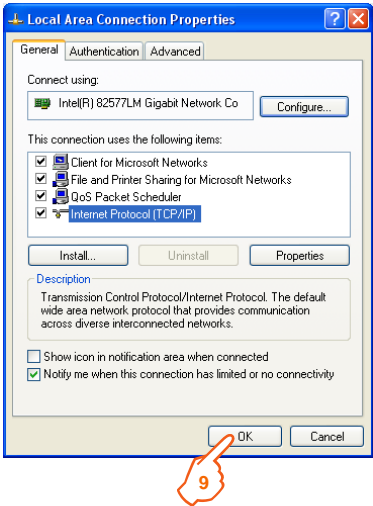 Local Area Connection Properties
General Authentication Advanced
Connect using:
Intel(R) 82577LM Gigabit Network Co Configure...
This connection uses the following items:
Client for Microsoft Networks
File and Printer Sharing for Microsoft Networks
QoS Packet Scheduler
Internet Protocol (TCP/IP)
Install... Uninstall Properties
Description
Transmission Control Protocol/Internet Protocol. The default
wide area network protocol that provides communication
across diverse interconnected networks.
Show icon in notification area when connected
Notify me when this connection has limited or no connectivity
OK Cancel
9